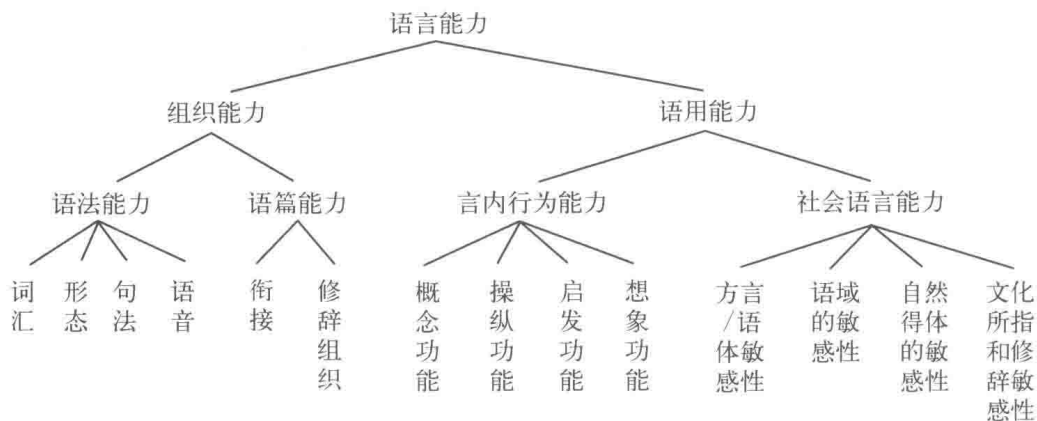 语言能力
组织能力
语用能力
语法能力
语篇能力
言内行为能力
社会语言能力
词汇
形态
句法
语音
衔接
修辞组织
概念功能
操纵功能
启发功能
想象功能
方言
/语
体敏
感性
语域
的敏
感性
自然
得体
的敏
感性
文化
所指
和修
辞敏
感性